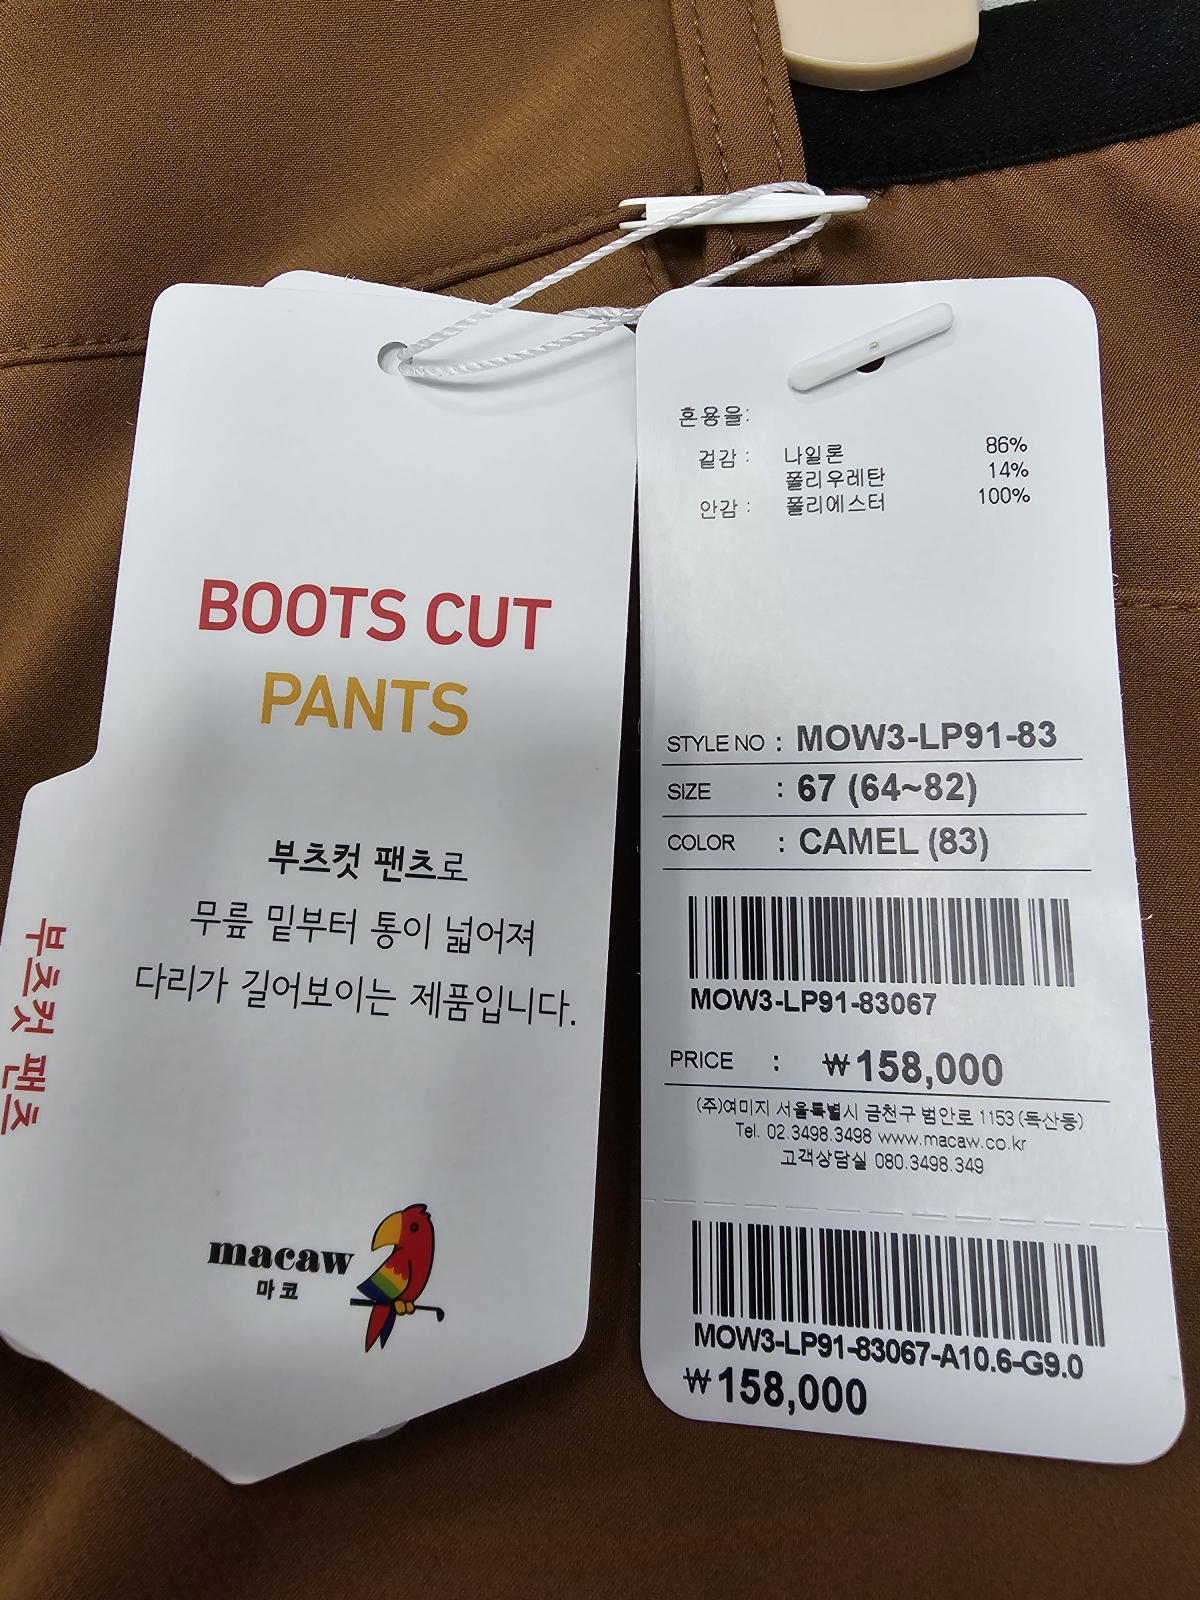 BOOTS CUT
PANTS
부츠컷 팬츠로
무릎 밑부터 통이 넓어져
다리가 길어보이는 제품입니다.
부츠컷 팬츠
macaw
마코
혼용율:
겉감 : 나일론 86%
폴리우레탄 14%
안감 : 폴리에스터 100%
STYLE NO : MOW3-LP91-83
SIZE : 67 (64~82)
COLOR : CAMEL (83)
MOW3-LP91-83067
PRICE : ₩158,000
(주)여미지 서울특별시 금천구 범안로 1153 (독산동)
Tel. 02.3498.3498 www.macaw.co.kr
고객상담실 080.3498.349
MOW3-LP91-83067-A10.6-G9.0
₩158,000